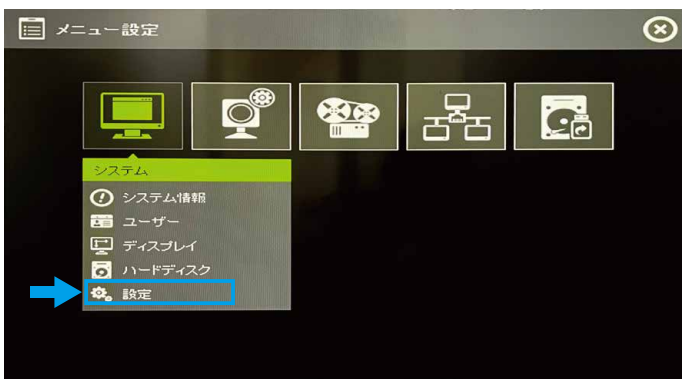 メニュー設定
システム
システム情報
ユーザー
ディスプレイ
ハードディスク
設定